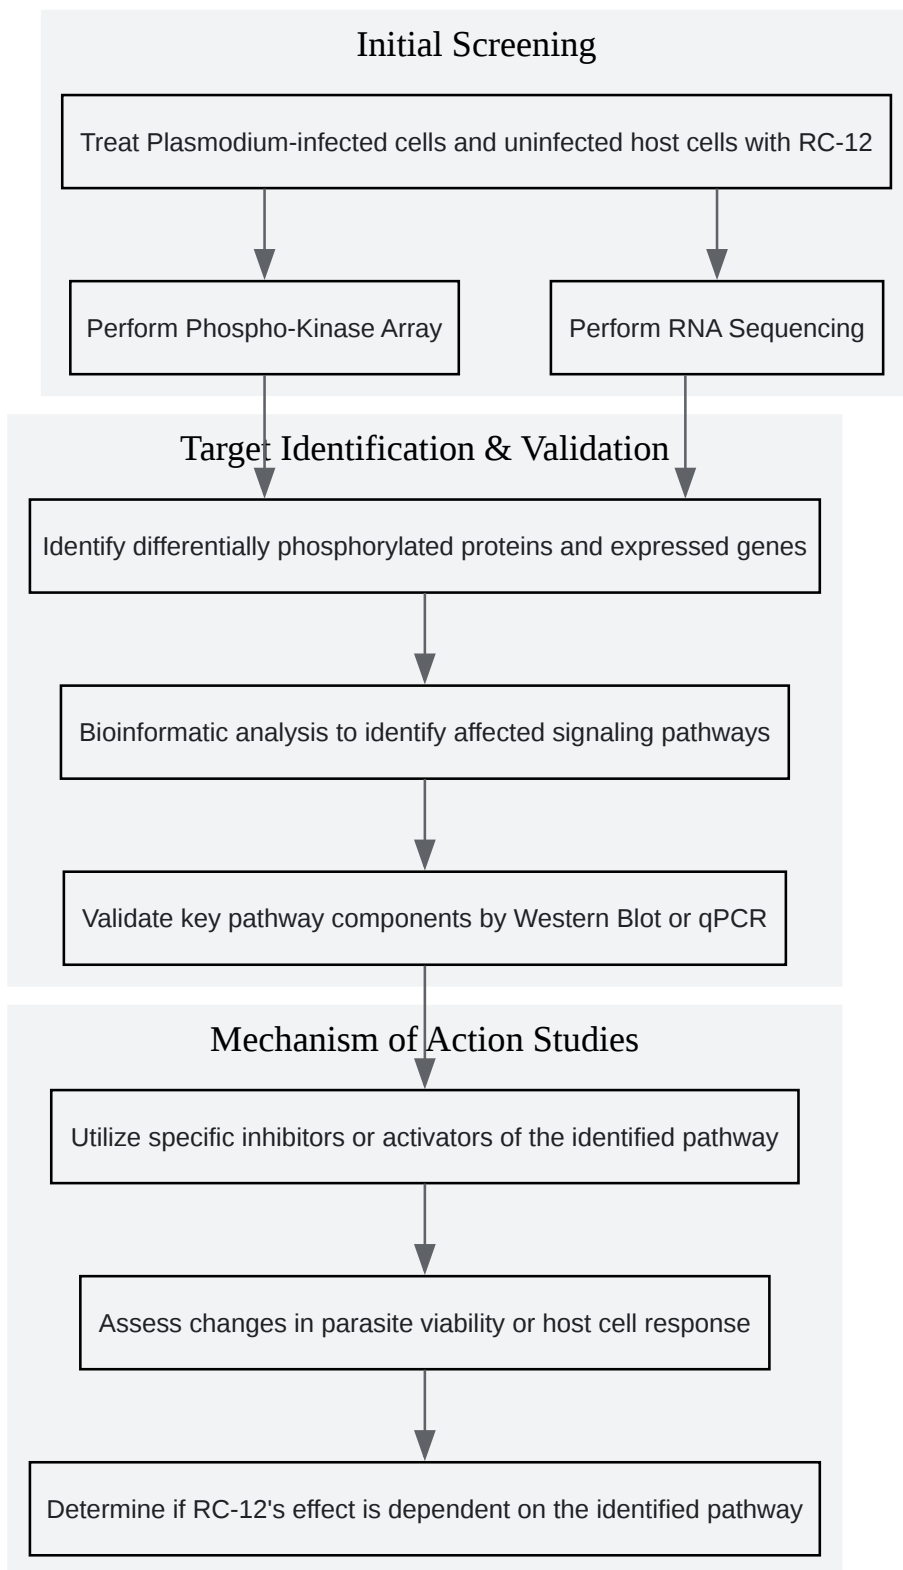 Initial Screening
Treat Plasmodium-infected cells and uninfected host cells with RC-12
Perform Phospho-Kinase Array
Perform RNA Sequencing
Target Identification & Validation
Identify differentially phosphorylated proteins and expressed genes
Bioinformatic analysis to identify affected signaling pathways
Validate key pathway components by Western Blot or qPCR
Mechanism of Action Studies
Utilize specific inhibitors or activators of the identified pathway
Assess changes in parasite viability or host cell response
Determine if RC-12's effect is dependent on the identified pathway